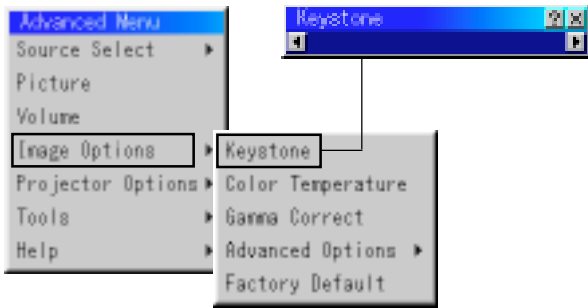 Advanced Menu
Source Select
Picture
Volume
Image Options
Projector Options
Tools
Help
Keystone
Color Temperature
Gamma Correct
Advanced Options
Factory Default
Keystone